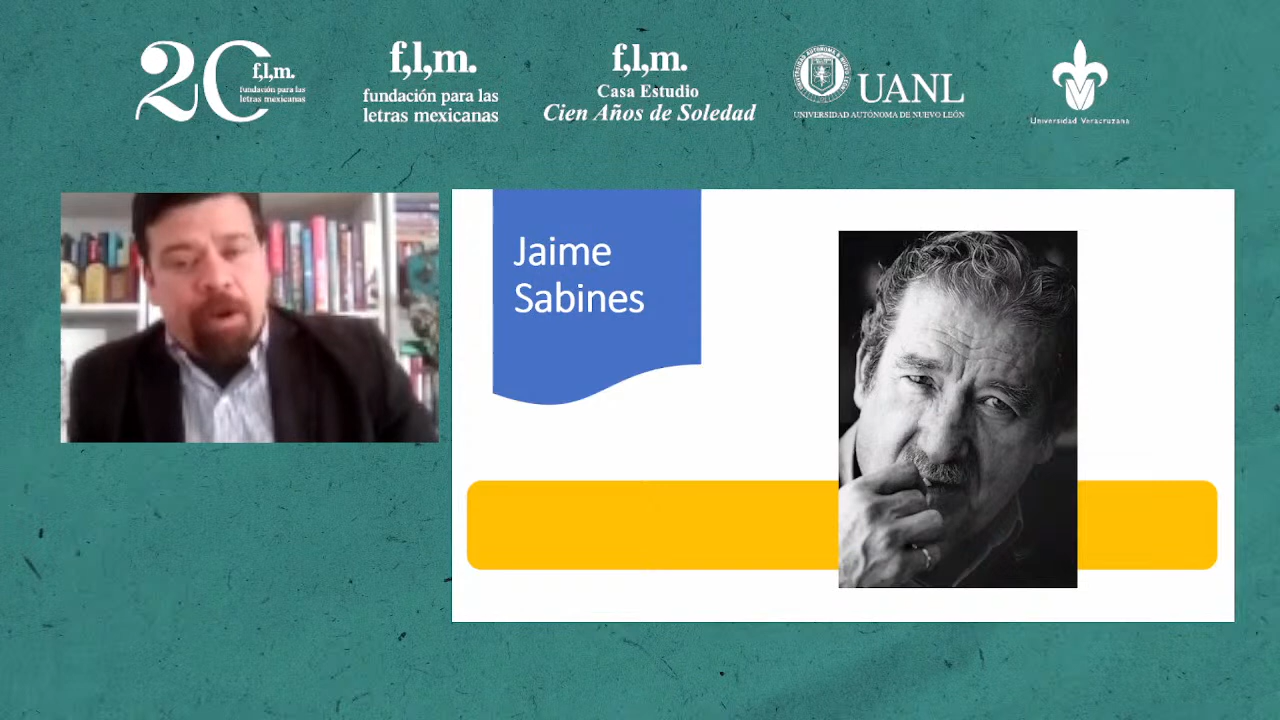 20
f,l,m.
fundación para las
letras mexicanas
f,l,m.
fundación para las
letras mexicanas
f,l,m.
Casa Estudio
Cien Años de Soledad
UANL
UNIVERSIDAD AUTÓNOMA DE NUEVO LEÓN
Universidad Veracruzana
Jaime
Sabines